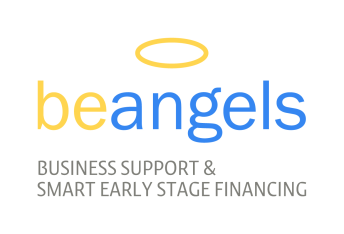 beangels
BUSINESS SUPPORT &
SMART EARLY STAGE FINANCING